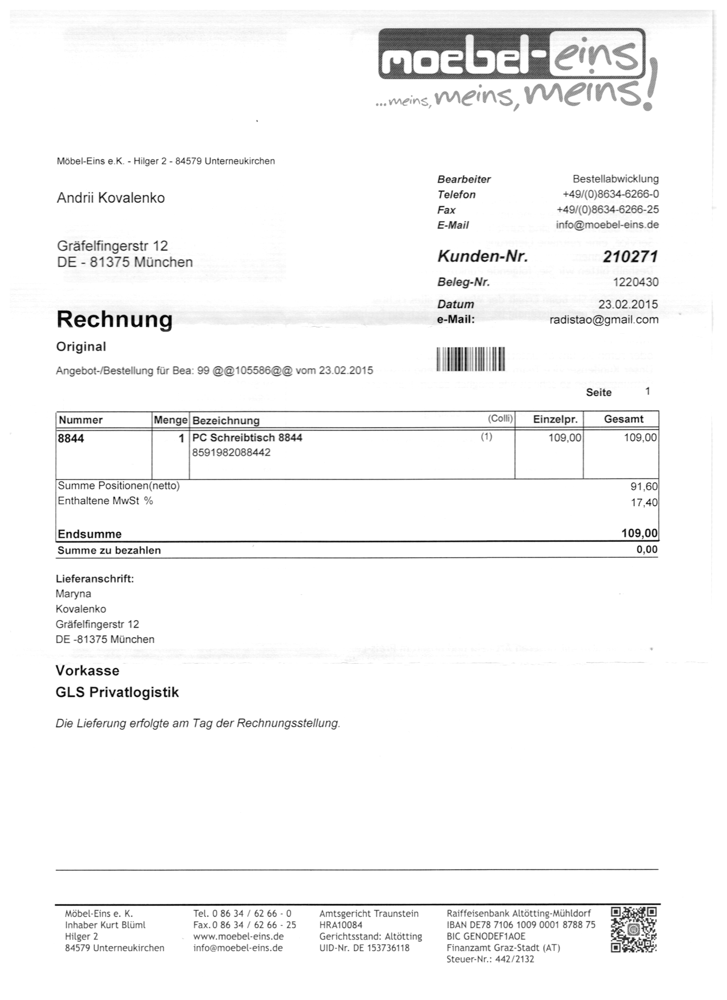 moebel-eins
...meins, meins, meins!
Möbel-Eins e.K. - Hilger 2 - 84579 Unterneukirchen
Andrii Kovalenko
Gräfelfingerstr 12
DE - 81375 München
Bearbeiter Bestellabwicklung
Telefon +49/(0)8634-6266-0
Fax +49/(0)8634-6266-25
E-Mail info@moebel-eins.de
Kunden-Nr. 210271
Beleg-Nr. 1220430
Datum 23.02.2015
e-Mail: radistao@gmail.com
Rechnung
Original
Angebot-/Bestellung für Bea: 99 @@105586@@ vom 23.02.2015
Seite 1
Nummer Menge Bezeichnung (Colli) Einzelpr. Gesamt
8844 1 PC Schreibtisch 8844 (1) 109,00 109,00
8591982088442
Summe Positionen(netto) 91,60
Enthaltene MwSt % 17,40
Endsumme 109,00
Summe zu bezahlen 0,00
Lieferanschrift:
Maryna
Kovalenko
Gräfelfingerstr 12
DE -81375 München
Vorkasse
GLS Privatlogistik
Die Lieferung erfolgte am Tag der Rechnungsstellung.
Möbel-Eins e. K.
Inhaber Kurt Blüml
Hilger 2
84579 Unterneukirchen
Tel. 0 86 34 / 62 66 - 0
Fax. 0 86 34 / 62 66 - 25
www.moebel-eins.de
info@moebel-eins.de
Amtsgericht Traunstein
HRA10084
Gerichtsstand: Altötting
UID-Nr. DE 153736118
Raiffeisenbank Altötting-Mühldorf
IBAN DE78 7106 1009 0001 8788 75
BIC GENODEF1AOE
Finanzamt Graz-Stadt (AT)
Steuer-Nr.: 442/2132